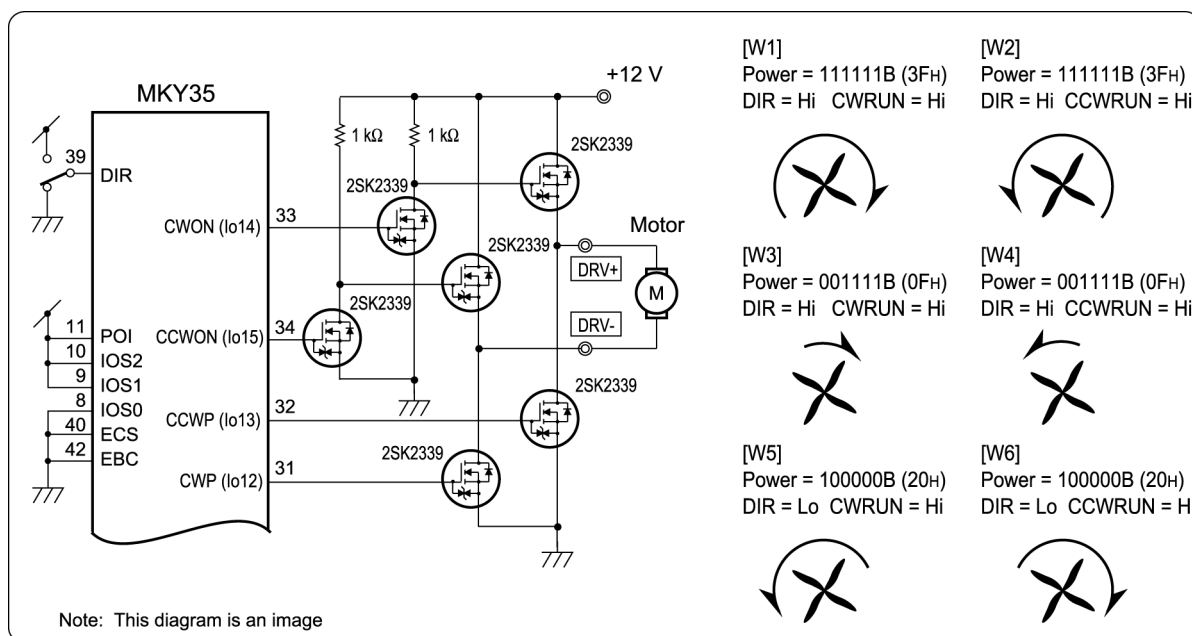 MKY35
39
DIR
CWON (Io14)
33
CCWON (Io15)
34
11
POI
10
IOS2
9
IOS1
8
IOS0
40
ECS
42
EBC
CCWP (Io13)
32
CWP (Io12)
31
1 kΩ
1 kΩ
+12 V
2SK2339
2SK2339
2SK2339
2SK2339
2SK2339
2SK2339
Motor
DRV+
M
DRV-
Note: This diagram is an image
[W1]
Power = 111111B (3FH)
DIR = Hi CWRUN = Hi
[W2]
Power = 111111B (3FH)
DIR = Hi CCWRUN = Hi
[W3]
Power = 001111B (0FH)
DIR = Hi CWRUN = Hi
[W4]
Power = 001111B (0FH)
DIR = Hi CCWRUN = Hi
[W5]
Power = 100000B (20H)
DIR = Lo CWRUN = Hi
[W6]
Power = 100000B (20H)
DIR = Lo CCWRUN = H